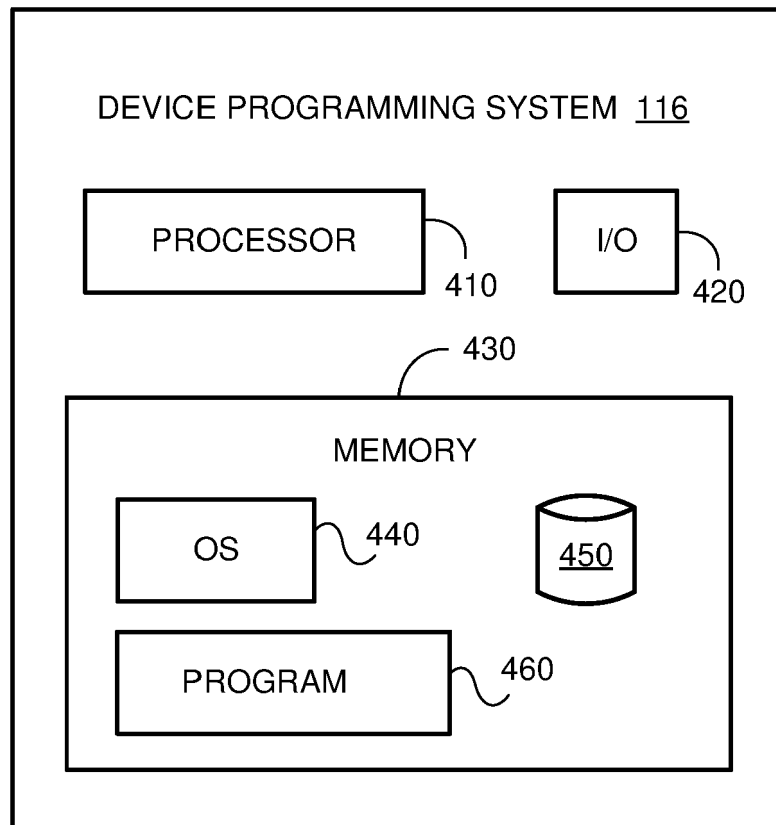 DEVICE PROGRAMMING SYSTEM 116
PROCESSOR
I/O
410
420
430
MEMORY
OS
440
450
PROGRAM
460